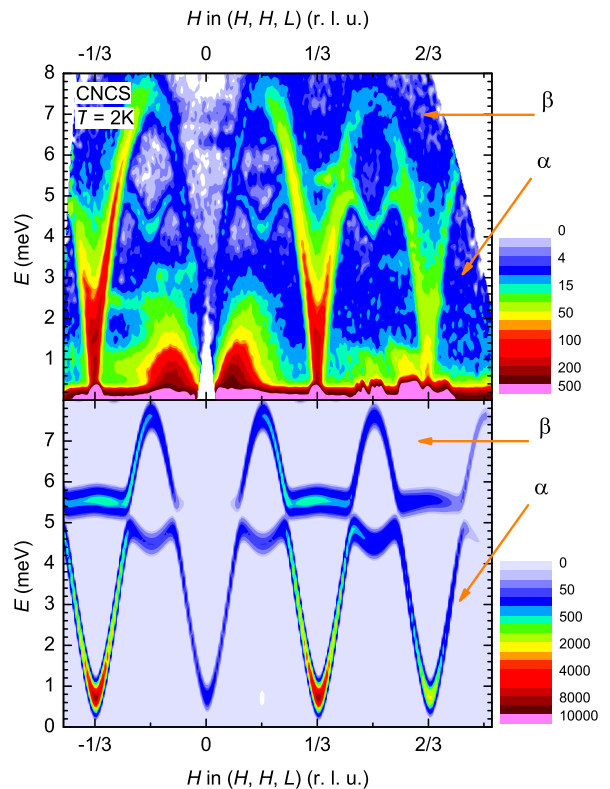 H in (H, H, L) (r. l. u.)
-1/3 0 1/3 2/3
8
7
6
5
4
3
2
1
E (meV)
CNCS
T = 2K
β
α
0
4
15
50
100
200
500
7
6
5
4
3
2
1
0
E (meV)
β
α
0
50
500
2000
4000
8000
10000
-1/3 0 1/3 2/3
H in (H, H, L) (r. l. u.)